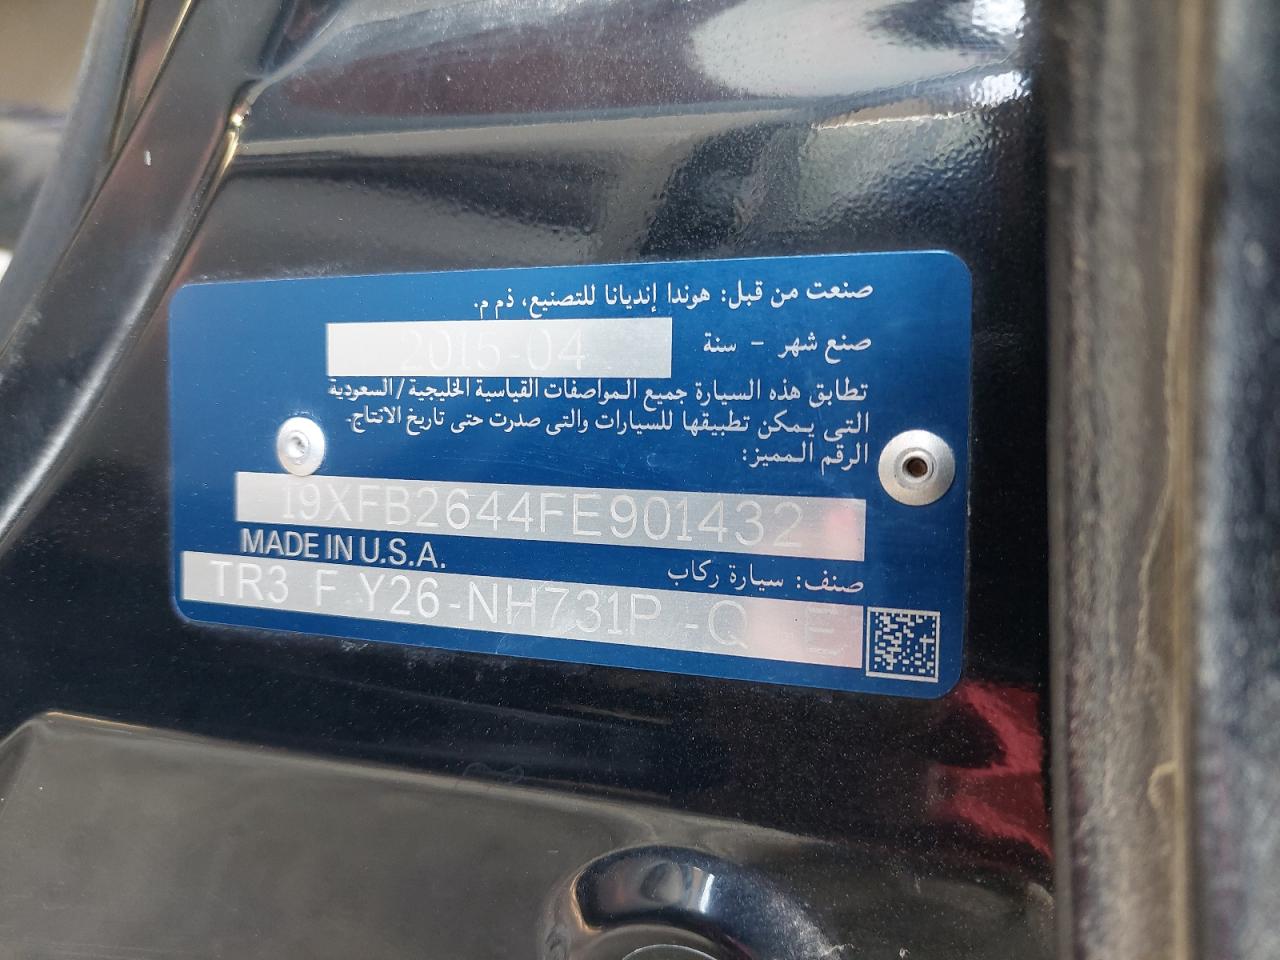 صنعت من قبل: هوندا إنديانا للتصنيع، ذم م.
صنع شهر - سنة 2015-04
تطابق هذه السيارة جميع المواصفات القياسية الخليجية/السعودية
التى يمكن تطبيقها للسيارات والتى صدرت حتى تاريخ الانتاج.
الرقم المميز:
19XFB2644FE901432
MADE IN U.S.A. صنف: سيارة ركاب
TR3 F Y26-NH731P -Q E